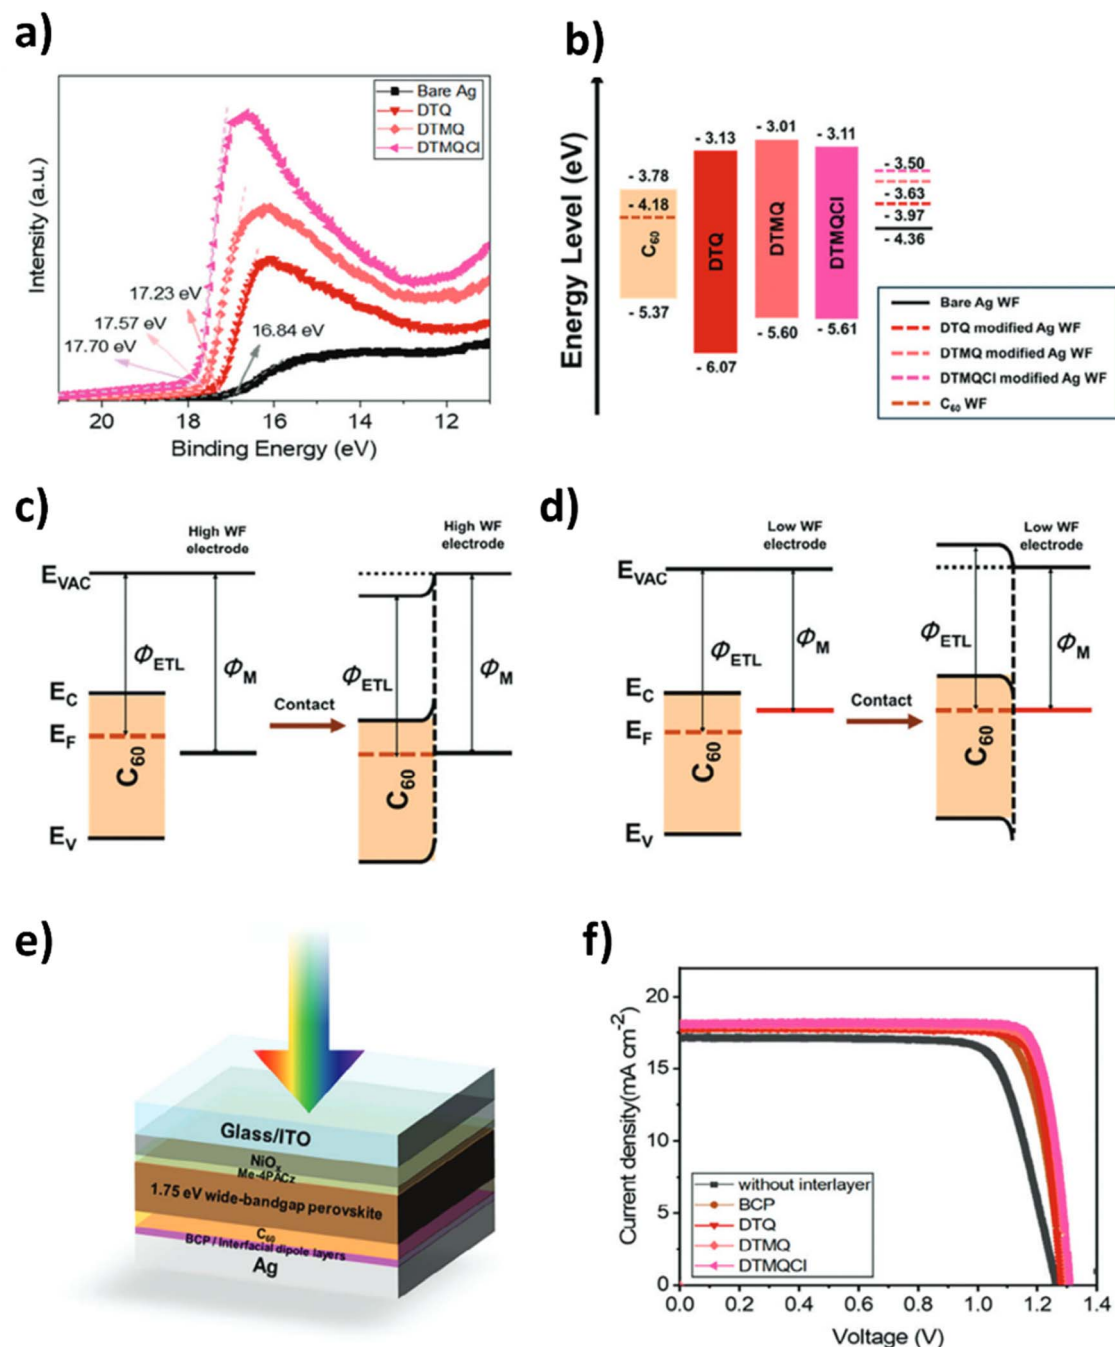 a)
Bare Ag
DTQ
DTMQ
DTMQCl
Intensity (a.u.)
17.23 eV
17.57 eV
17.70 eV
16.84 eV
20 18 16 14 12
Binding Energy (eV)
b)
Energy Level (eV)
- 3.78
- 4.18
C60
- 5.37
- 3.13
DTQ
- 6.07
- 3.01
DTMQ
- 5.60
- 3.11
DTMQCl
- 5.61
- 3.50
- 3.63
- 3.97
- 4.36
Bare Ag WF
DTQ modified Ag WF
DTMQ modified Ag WF
DTMQCl modified Ag WF
C60 WF
c)
High WF
electrode
EVAC
ΦETL
ΦM
EC
EF
EV
C60
Contact
High WF
electrode
ΦETL
ΦM
C60
d)
Low WF
electrode
EVAC
ΦETL
ΦM
EC
EF
EV
C60
Contact
Low WF
electrode
ΦETL
ΦM
C60
e)
Glass/ITO
NiOx
Me-4PACz
1.75 eV wide-bandgap perovskite
C60
BCP / Interfacial dipole layers
Ag
f)
Current density(mA cm-2)
20
15
10
5
0
without interlayer
BCP
DTQ
DTMQ
DTMQCl
0.0 0.2 0.4 0.6 0.8 1.0 1.2 1.4
Voltage (V)